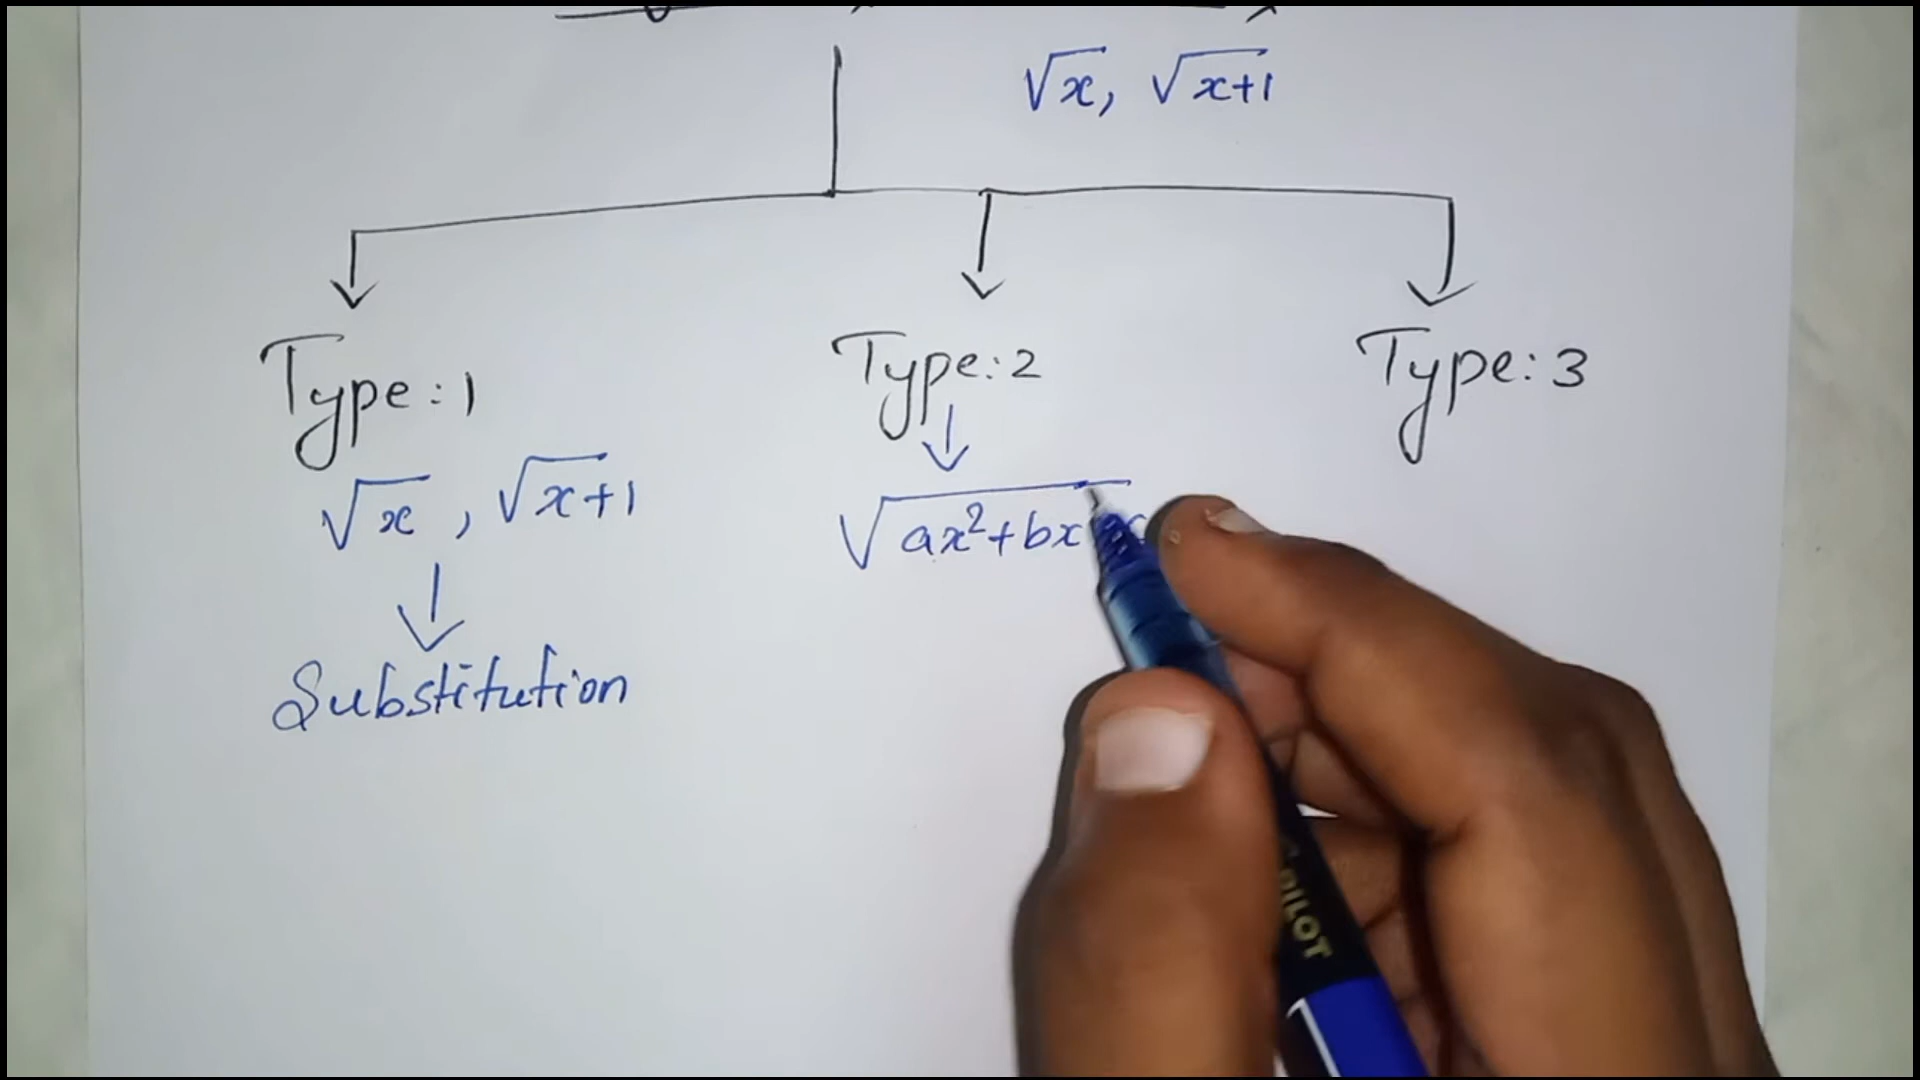 √x, √x+1
Type:1 Type:2 Type:3
√x , √x+1
√ax²+bx
Substitution
PILOT